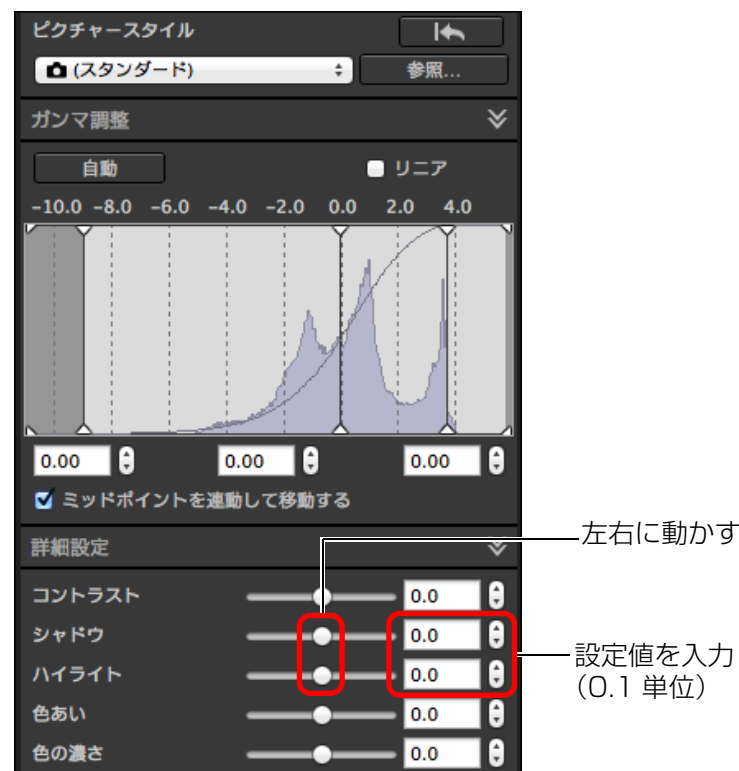 ピクチャースタイル
(スタンダード)
参照...
ガンマ調整
自動
リニア
-10.0 -8.0 -6.0 -4.0 -2.0 0.0 2.0 4.0
0.00 0.00 0.00
ミッドポイントを連動して移動する
詳細設定
左右に動かす
コントラスト 0.0
シャドウ 0.0
ハイライト 0.0
設定値を入力
（0.1 単位）
色あい 0.0
色の濃さ 0.0